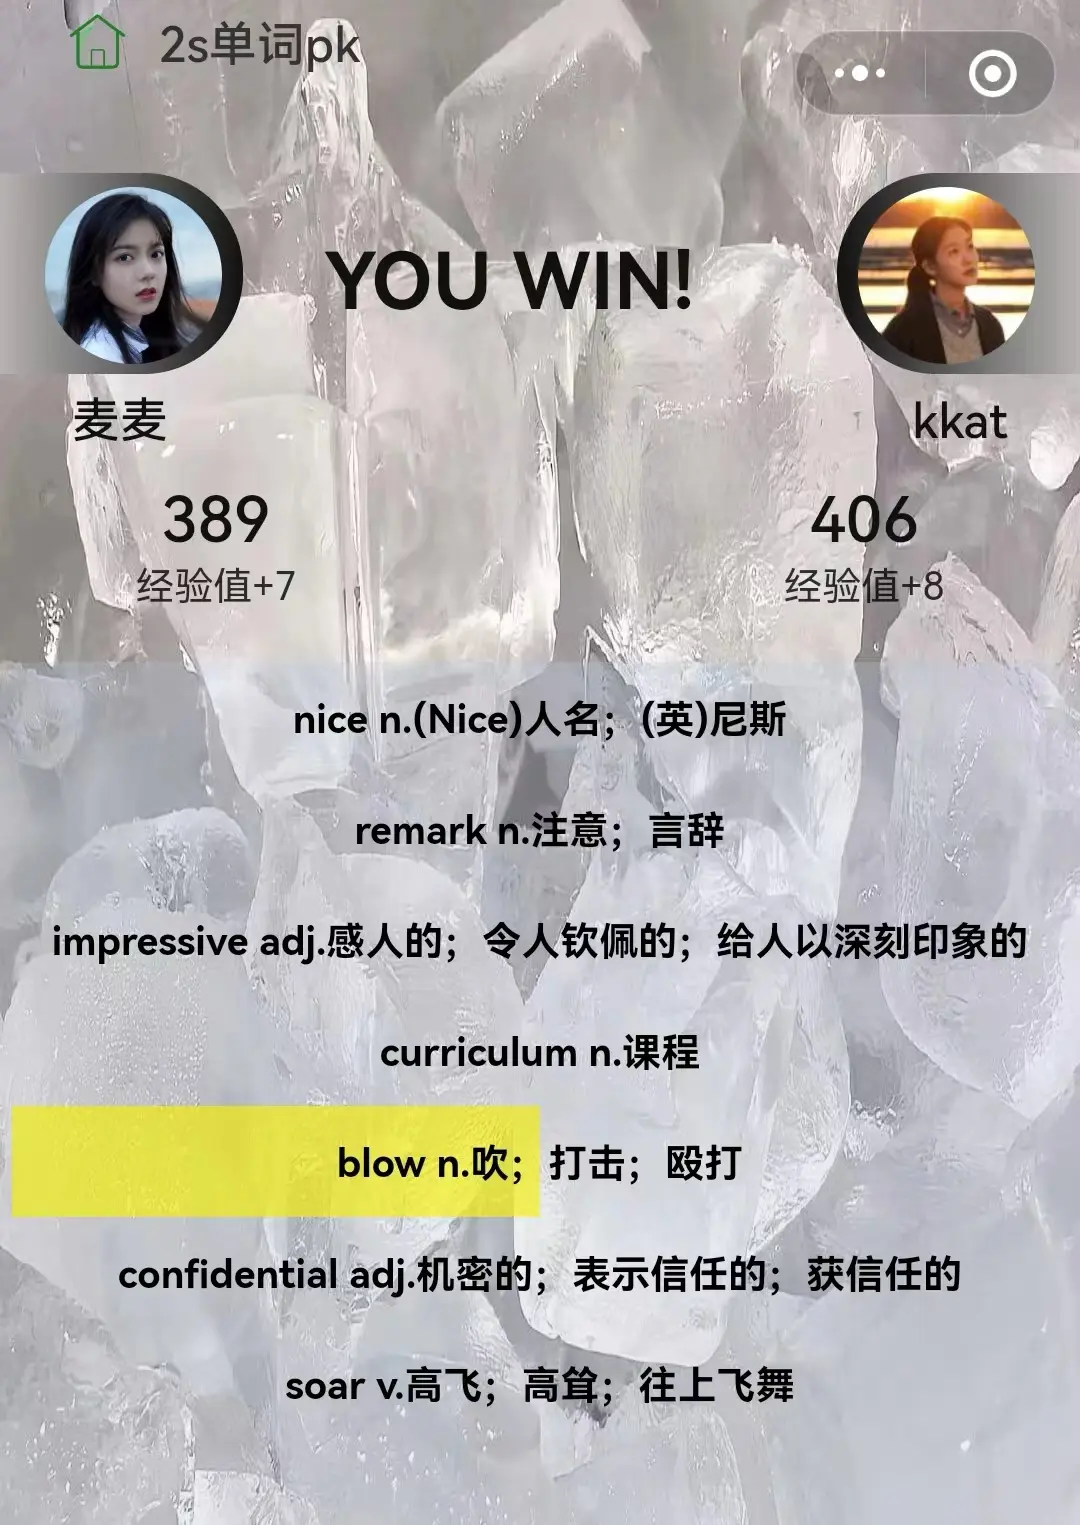 2s单词pk
YOU WIN!
麦麦
kkat
389
406
经验值+7
经验值+8
nice n.(Nice)人名；(英)尼斯
remark n.注意；言辞
impressive adj.感人的；令人钦佩的；给人以深刻印象的
curriculum n.课程
blow n.吹；打击；殴打
confidential adj.机密的；表示信任的；获信任的
soar v.高飞；高耸；往上飞舞